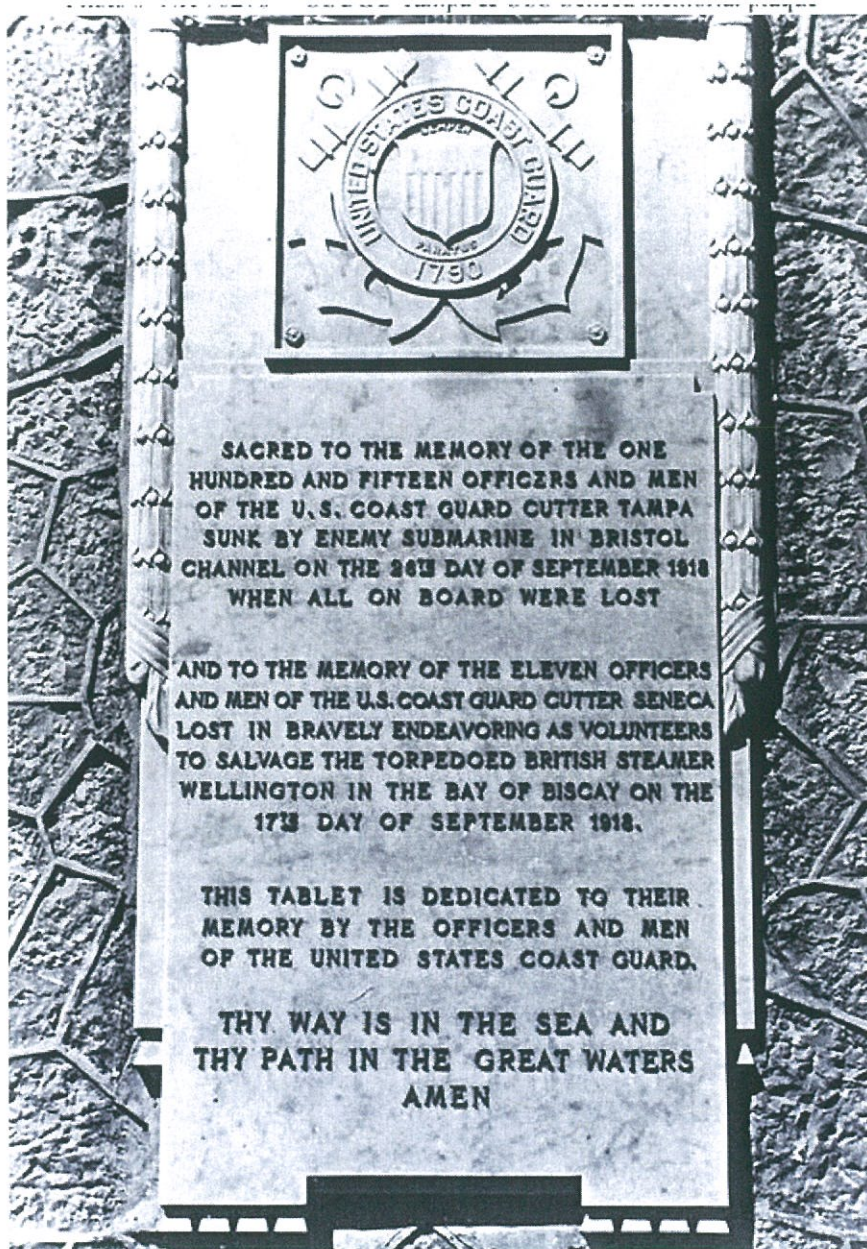 UNITED STATES COAST GUARD
SEMPER
PARATUS
1790
SACRED TO THE MEMORY OF THE ONE
HUNDRED AND FIFTEEN OFFICERS AND MEN
OF THE U.S. COAST GUARD CUTTER TAMPA
SUNK BY ENEMY SUBMARINE IN BRISTOL
CHANNEL ON THE 26TH DAY OF SEPTEMBER 1918
WHEN ALL ON BOARD WERE LOST
AND TO THE MEMORY OF THE ELEVEN OFFICERS
AND MEN OF THE U.S. COAST GUARD CUTTER SENECA
LOST IN BRAVELY ENDEAVORING AS VOLUNTEERS
TO SALVAGE THE TORPEDOED BRITISH STEAMER
WELLINGTON IN THE BAY OF BISCAY ON THE
17TH DAY OF SEPTEMBER 1918.
THIS TABLET IS DEDICATED TO THEIR
MEMORY BY THE OFFICERS AND MEN
OF THE UNITED STATES COAST GUARD.
THY WAY IS IN THE SEA AND
THY PATH IN THE GREAT WATERS
AMEN